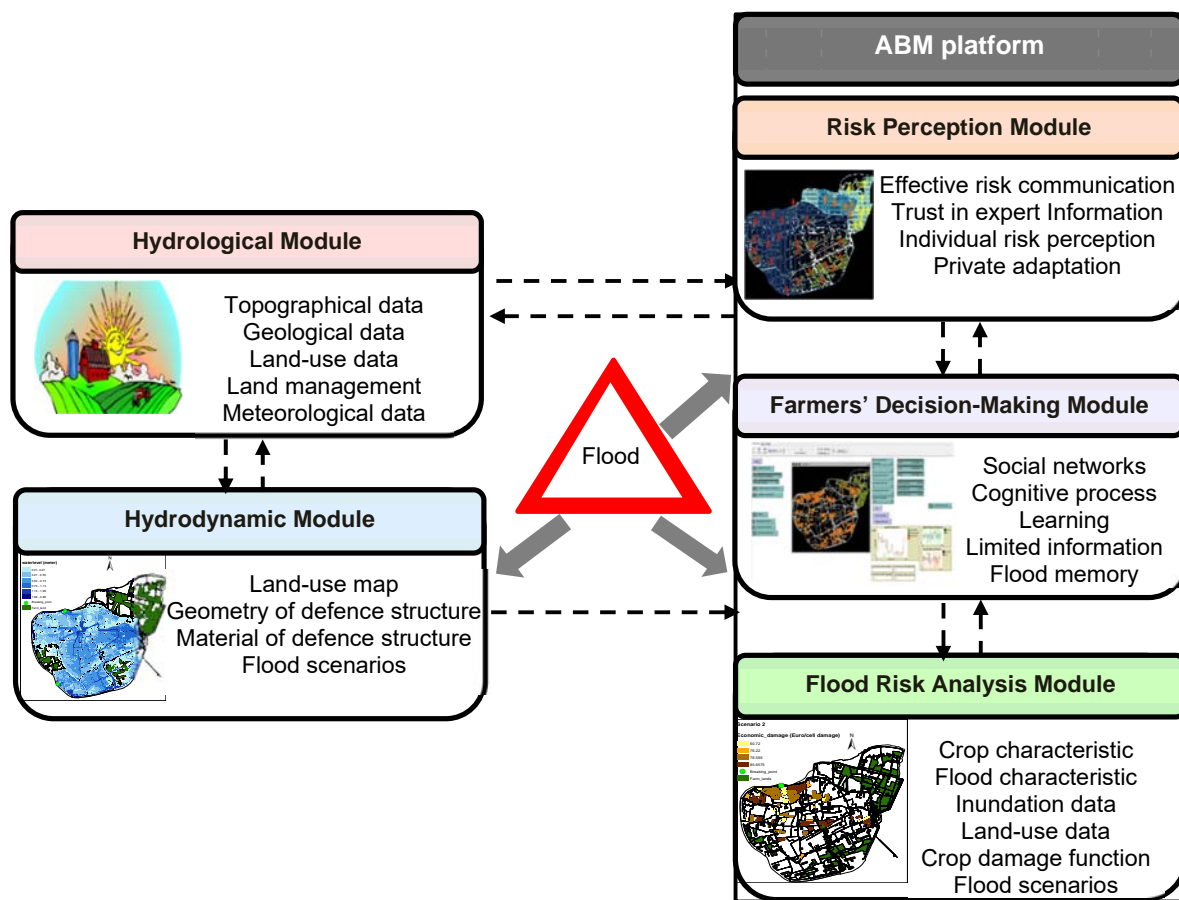 ABM platform
Risk Perception Module
Effective risk communication
Trust in expert Information
Individual risk perception
Private adaptation
Hydrological Module
Topographical data
Geological data
Land-use data
Land management
Meteorological data
Flood
Farmers' Decision-Making Module
Social networks
Cognitive process
Learning
Limited information
Flood memory
Hydrodynamic Module
Land-use map
Geometry of defence structure
Material of defence structure
Flood scenarios
Flood Risk Analysis Module
Scenario 2
Economic_damage (Euro/cell damage)
Breaking_point
Farm_lands
N
Crop characteristic
Flood characteristic
Inundation data
Land-use data
Crop damage function
Flood scenarios